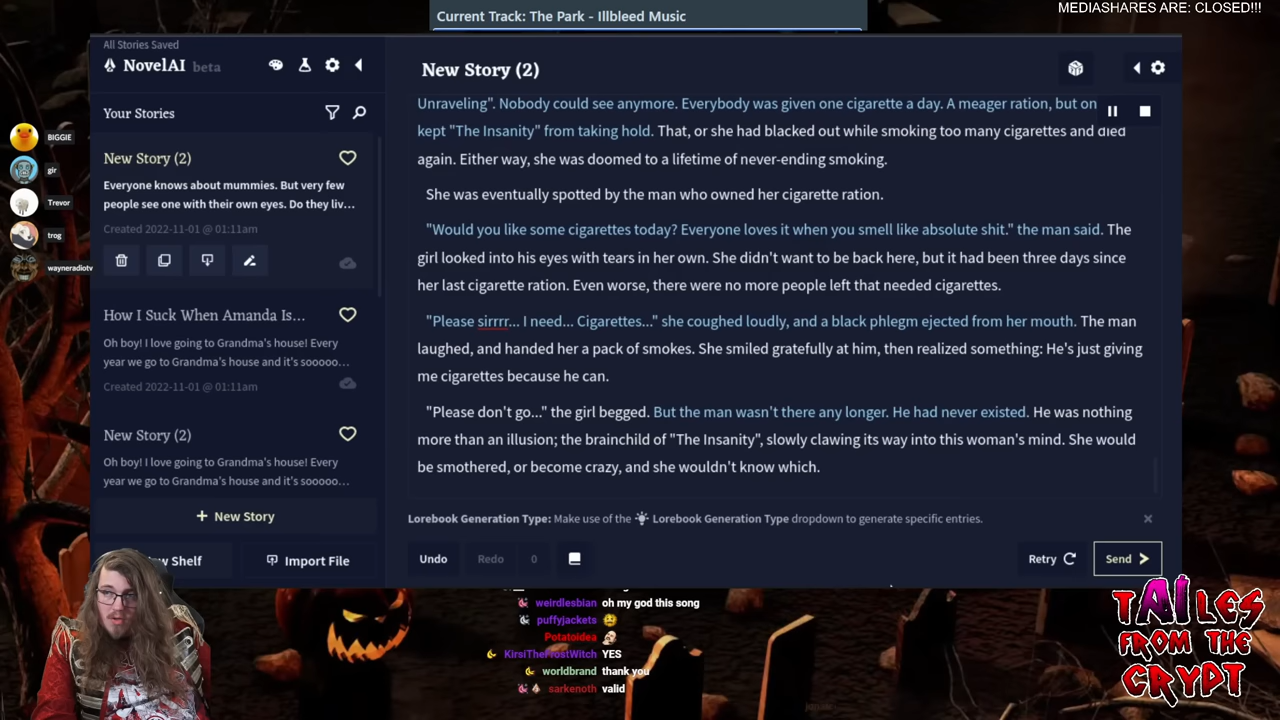 Current Track: The Park - Illbleed Music
MEDIASHARES ARE: CLOSED!!!
All Stories Saved
NovelAI beta
Your Stories
New Story (2)
Everyone knows about mummies. But very few
people see one with their own eyes. Do they liv...
Created 2022-11-01 @ 01:11am
How I Suck When Amanda Is...
Oh boy! I love going to Grandma's house! Every
year we go to Grandma's house and it's sooooo...
Created 2022-11-01 @ 01:11am
New Story (2)
Oh boy! I love going to Grandma's house! Every
year we go to Grandma's house and it's sooooo...
+ New Story
Shelf
Import File
BIGGIE
gir
Trevor
trog
wayneradiotv
New Story (2)
Unraveling". Nobody could see anymore. Everybody was given one cigarette a day. A meager ration, but on
kept "The Insanity" from taking hold. That, or she had blacked out while smoking too many cigarettes and died
again. Either way, she was doomed to a lifetime of never-ending smoking.
She was eventually spotted by the man who owned her cigarette ration.
"Would you like some cigarettes today? Everyone loves it when you smell like absolute shit." the man said. The
girl looked into his eyes with tears in her own. She didn't want to be back here, but it had been three days since
her last cigarette ration. Even worse, there were no more people left that needed cigarettes.
"Please sirrrr... I need... Cigarettes..." she coughed loudly, and a black phlegm ejected from her mouth. The man
laughed, and handed her a pack of smokes. She smiled gratefully at him, then realized something: He's just giving
me cigarettes because he can.
"Please don't go..." the girl begged. But the man wasn't there any longer. He had never existed. He was nothing
more than an illusion; the brainchild of "The Insanity", slowly clawing its way into this woman's mind. She would
be smothered, or become crazy, and she wouldn't know which.
Lorebook Generation Type: Make use of the Lorebook Generation Type dropdown to generate specific entries.
Undo
Redo
0
Retry
Send
weirdlesbian oh my god this song
puffyjackets
Potatoidea
KirsiTheFrostWitch YES
worldbrand thank you
sarkenoth valid
TAILES
FROM THE
CRYPT